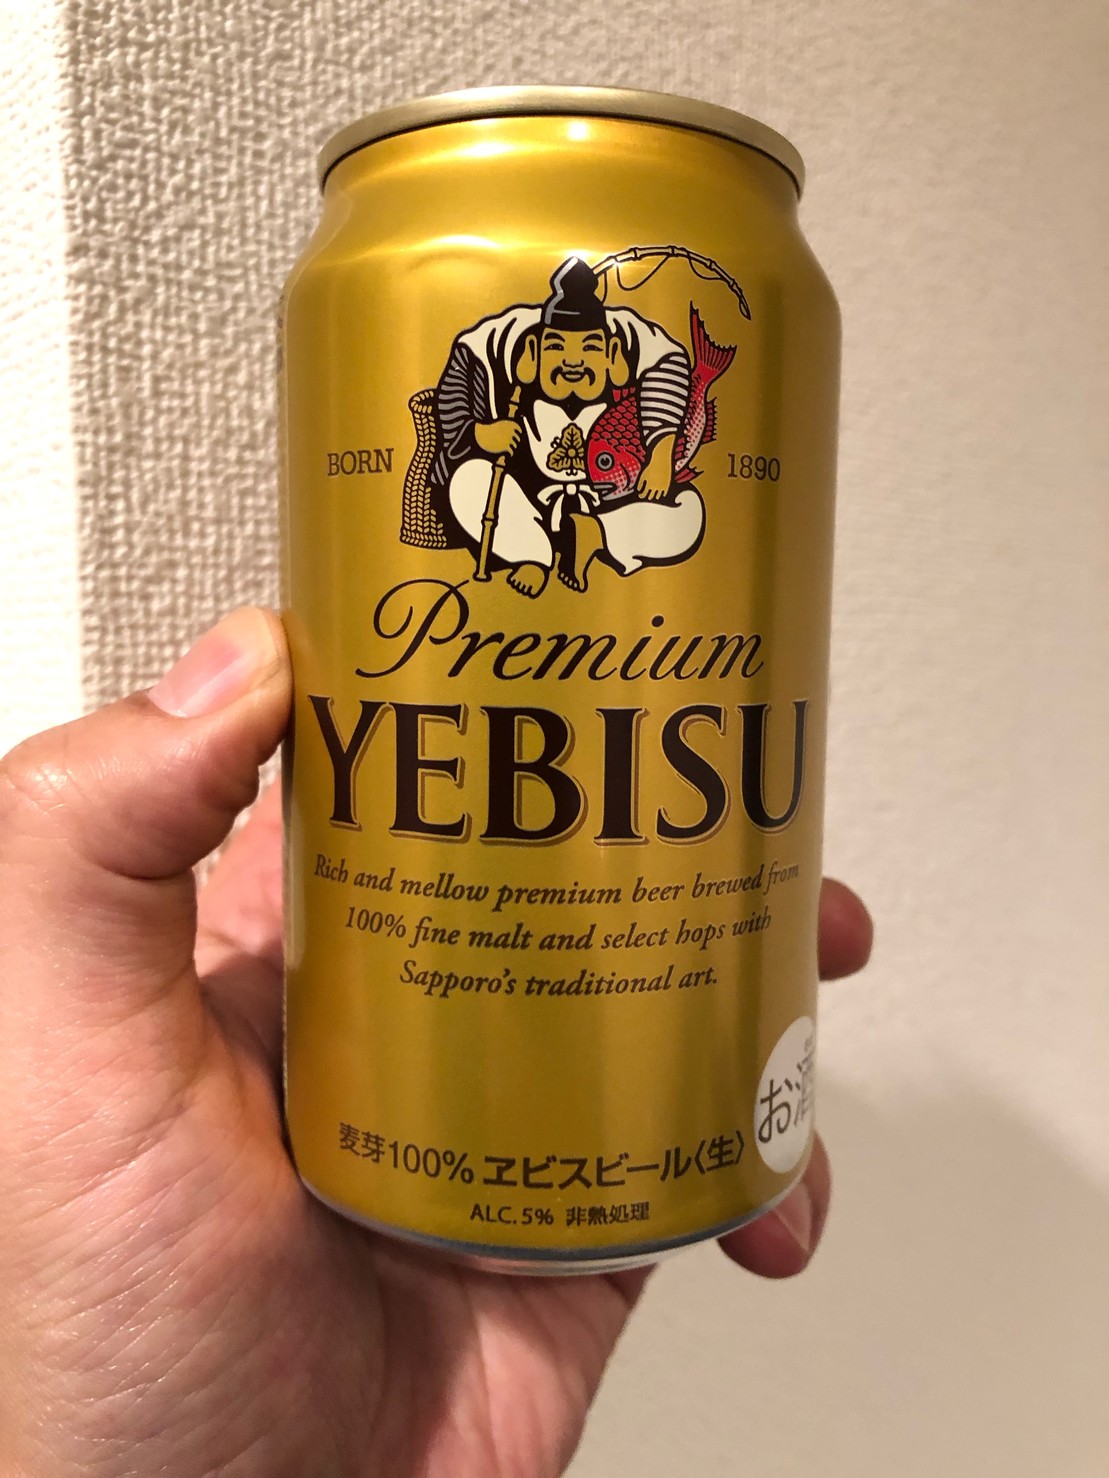 BORN 1890
Premium
YEBISU
Rich and mellow premium beer brewed from
100% fine malt and select hops with
Sapporo's traditional art.
お酒
麦芽100% ヱビスビール〈生〉
ALC.5% 非熱処理